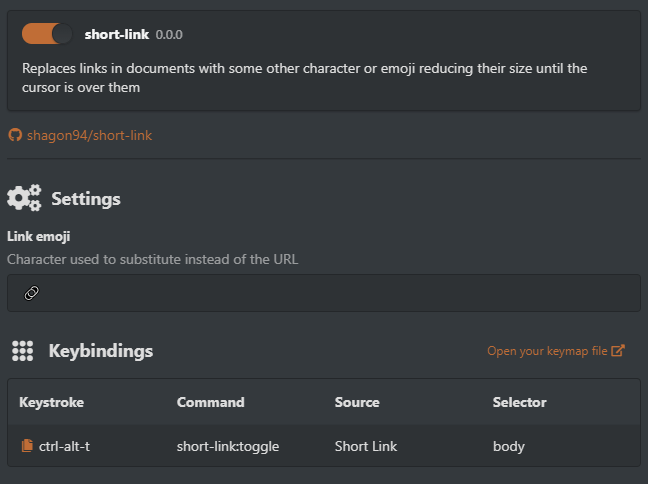 short-link 0.0.0
Replaces links in documents with some other character or emoji reducing their size until the
cursor is over them
shagon94/short-link
Settings
Link emoji
Character used to substitute instead of the URL
🔗
Keybindings
Open your keymap file
Keystroke Command Source Selector
ctrl-alt-t short-link:toggle Short Link body